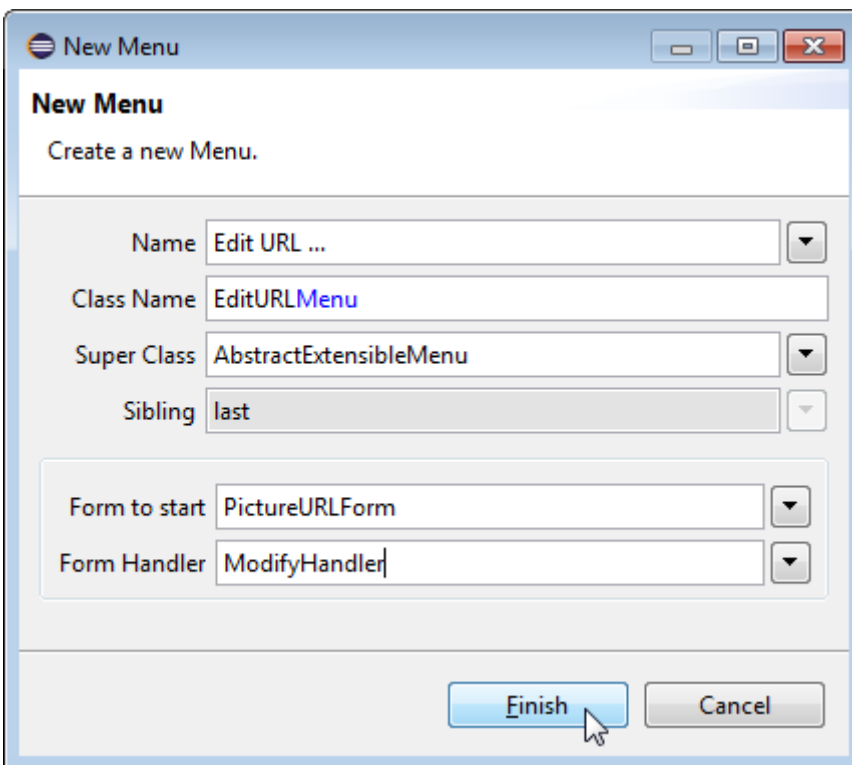 New Menu
New Menu
Create a new Menu.
Name Edit URL ...
Class Name EditURLMenu
Super Class AbstractExtensibleMenu
Sibling last
Form to start PictureURLForm
Form Handler ModifyHandler
Finish Cancel